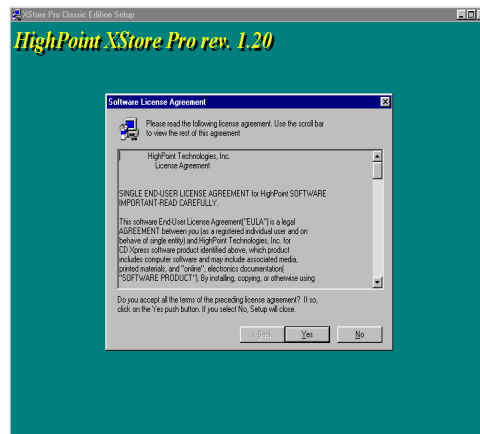 XStore Pro Classic Edition Setup
HighPoint XStore Pro rev. 1.20
Software License Agreement
Please read the following license agreement. Use the scroll bar
to view the rest of this agreement
HighPoint Technologies, Inc.
License Agreement
SINGLE END-USER LICENSE AGREEMENT for HighPoint SOFTWARE
IMPORTANT-READ CAREFULLY.
This software End-User License Agreement("EULA") is a legal
AGREEMENT between you (as a registered individual user and on
behave of single entity) and HighPoint Technologies, Inc. for
CD Xpress software product identified above, which product
includes computer software and may include associated media,
printed materials, and "online", electronics documentation(
"SOFTWARE PRODUCT"). By installing, copying, or otherwise using
Do you accept all the terms of the preceding license agreement? If so,
click on the Yes push button. If you select No, Setup will close.
< Back Yes No